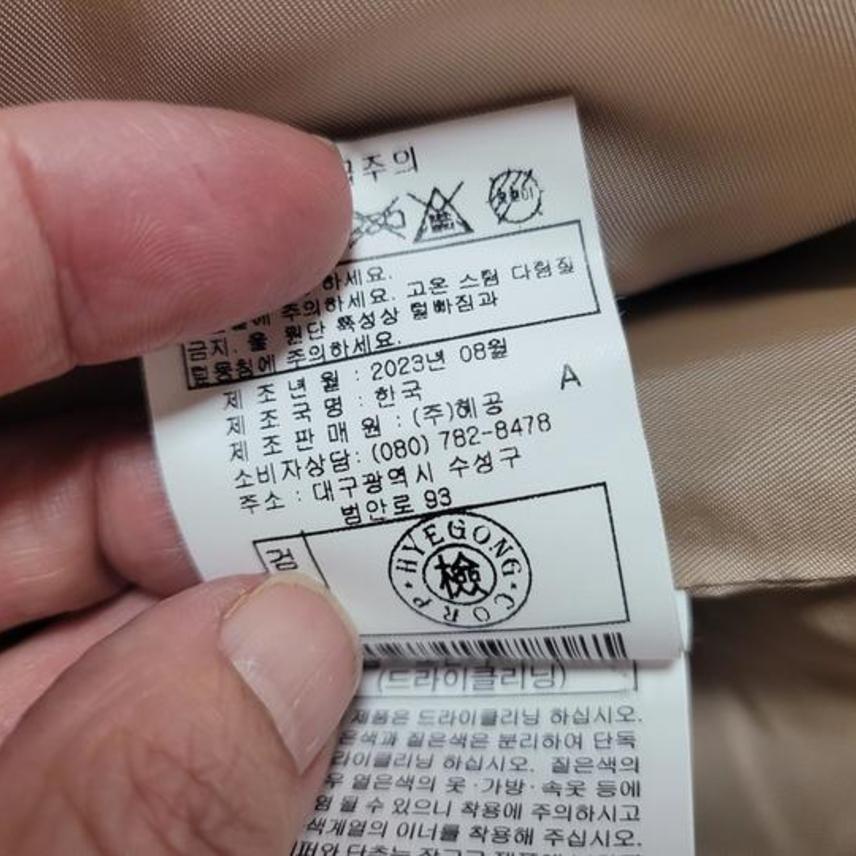 주의
하세요.
주의하세요. 고온 스팀 다림질
금지. 울 원단 특성상 털빠짐과
털뭉침에 주의하세요.
제 조 년 월 : 2023년 08월
A
제 조 국 명 : 한국
제 조 판 매 원 : (주)혜공
소비자상담: (080) 782-8478
주소 : 대구광역시 수성구
범안로 93
검
HYEGONG CORP
檢
(드라이클리닝)
제품은 드라이클리닝 하십시오.
짙은색은 분리하여 단독
드라이클리닝 하십시오. 짙은색의
옅은색의 옷·가방·속옷 등에
될 수 있으니 착용에 주의하시고
색계열의 이너를 착용해 주십시오.